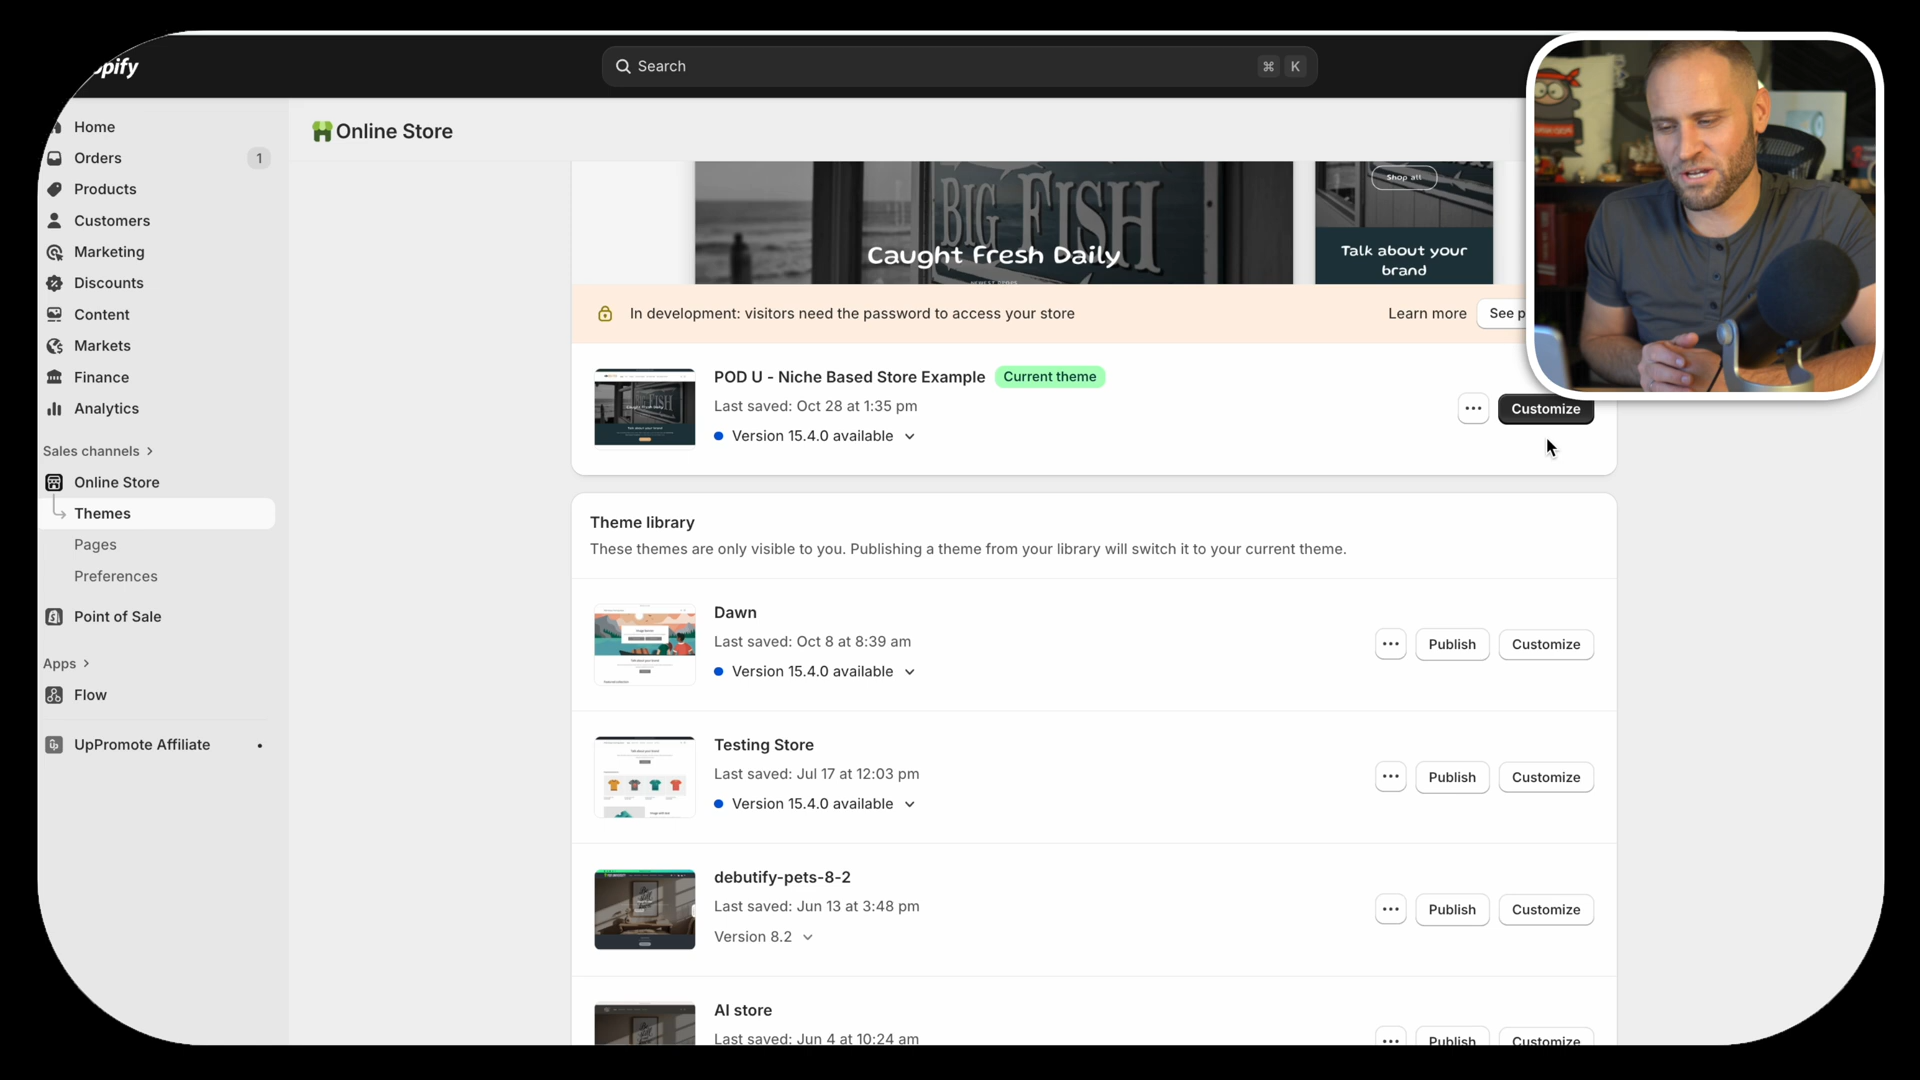 opify
Search
⌘ K
Home
Orders 1
Products
Customers
Marketing
Discounts
Content
Markets
Finance
Analytics
Sales channels
Online Store
Themes
Pages
Preferences
Point of Sale
Apps
Flow
UpPromote Affiliate
Online Store
BIG FISH
Caught Fresh Daily
Shop all
Talk about your
brand
In development: visitors need the password to access your store
Learn more
See p
POD U - Niche Based Store Example
Current theme
Last saved: Oct 28 at 1:35 pm
Version 15.4.0 available
Customize
Theme library
These themes are only visible to you. Publishing a theme from your library will switch it to your current theme.
Dawn
Last saved: Oct 8 at 8:39 am
Version 15.4.0 available
Publish
Customize
Testing Store
Last saved: Jul 17 at 12:03 pm
Version 15.4.0 available
Publish
Customize
debutify-pets-8-2
Last saved: Jun 13 at 3:48 pm
Version 8.2
Publish
Customize
AI store
Last saved: Jun 4 at 10:24 am
Publish
Customize